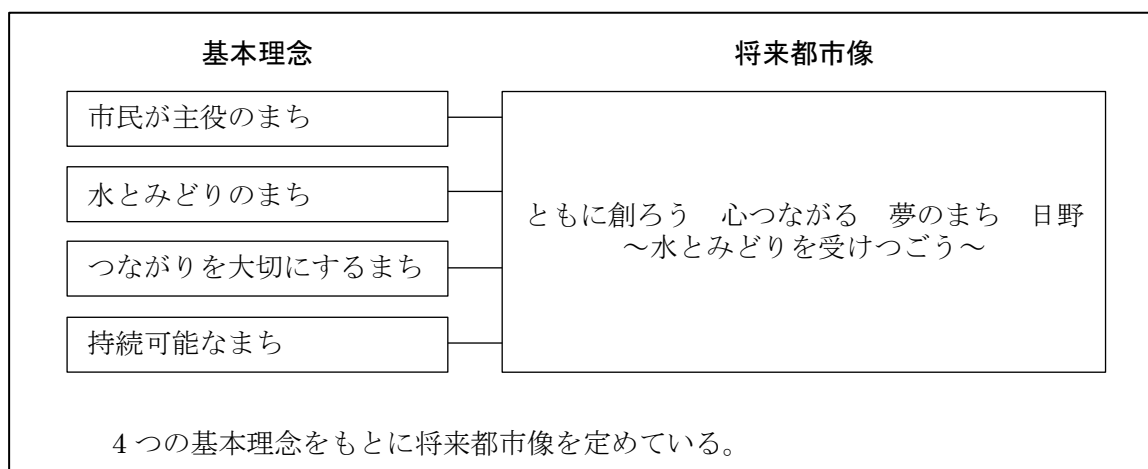 基本理念
将来都市像
市民が主役のまち
水とみどりのまち
つながりを大切にするまち
持続可能なまち
ともに創ろう　心つながる　夢のまち　日野
～水とみどりを受けつごう～
４つの基本理念をもとに将来都市像を定めている。